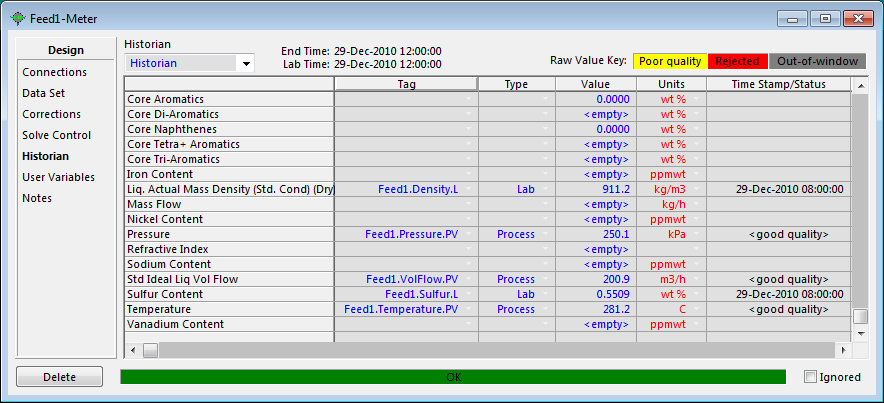 Feed1-Meter
Design
Connections
Data Set
Corrections
Solve Control
Historian
User Variables
Notes
Historian
Historian
End Time: 29-Dec-2010 12:00:00
Lab Time: 29-Dec-2010 12:00:00
Raw Value Key: Poor quality Rejected Out-of-window
Tag Type Value Units Time Stamp/Status
Core Aromatics 0.0000 wt %
Core Di-Aromatics <empty> wt %
Core Naphthenes 0.0000 wt %
Core Tetra+ Aromatics <empty> wt %
Core Tri-Aromatics <empty> wt %
Iron Content <empty> ppmwt
Liq. Actual Mass Density (Std. Cond) (Dry) Feed1.Density.L Lab 911.2 kg/m3 29-Dec-2010 08:00:00
Mass Flow <empty> kg/h
Nickel Content <empty> ppmwt
Pressure Feed1.Pressure.PV Process 250.1 kPa <good quality>
Refractive Index <empty>
Sodium Content <empty> ppmwt
Std Ideal Liq Vol Flow Feed1.VolFlow.PV Process 200.9 m3/h <good quality>
Sulfur Content Feed1.Sulfur.L Lab 0.5509 wt % 29-Dec-2010 08:00:00
Temperature Feed1.Temperature.PV Process 281.2 C <good quality>
Vanadium Content <empty> ppmwt
Delete
OK
Ignored